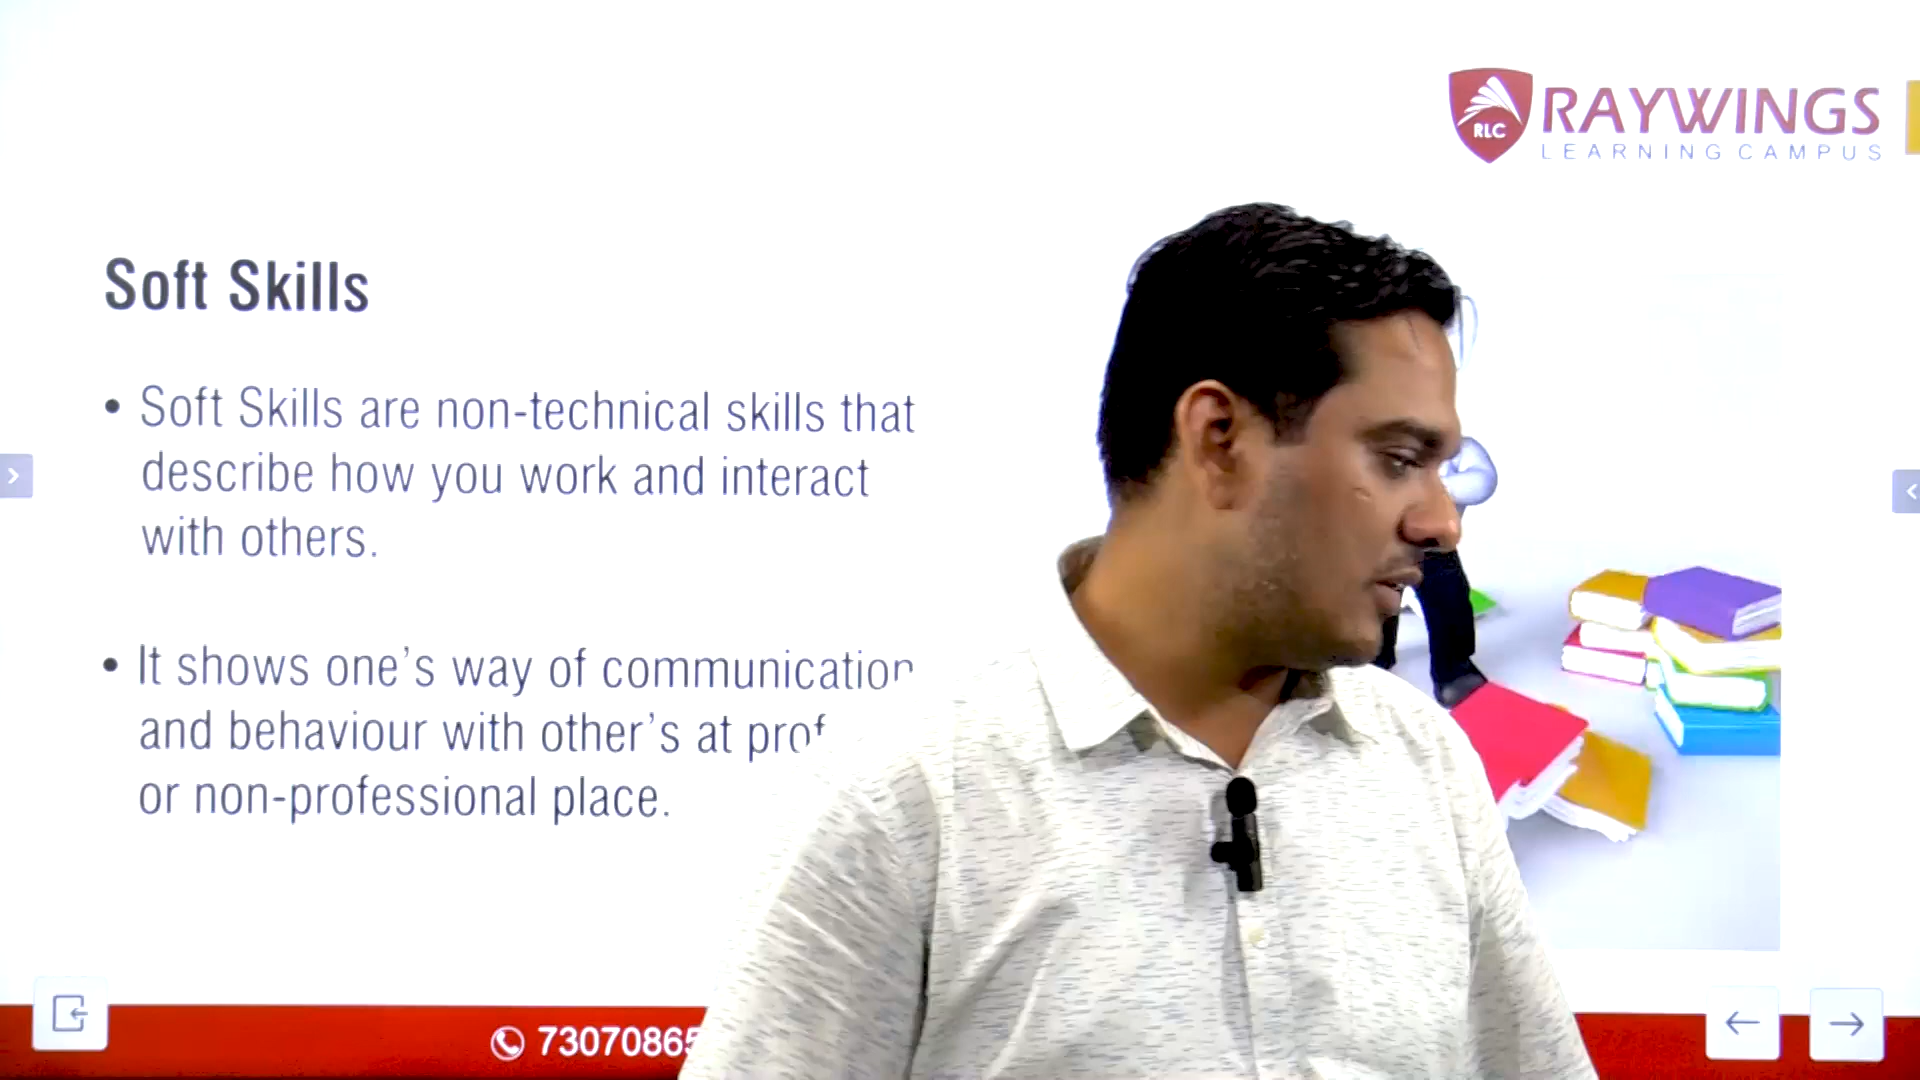 RLC
RAYWINGS
LEARNING CAMPUS
Soft Skills
• Soft Skills are non-technical skills that
describe how you work and interact
with others.
• It shows one's way of communication
and behaviour with other's at
or non-professional place.